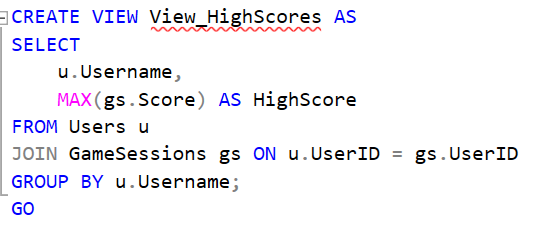 CREATE VIEW View_HighScores AS
SELECT
    u.Username,
    MAX(gs.Score) AS HighScore
FROM Users u
JOIN GameSessions gs ON u.UserID = gs.UserID
GROUP BY u.Username;
GO